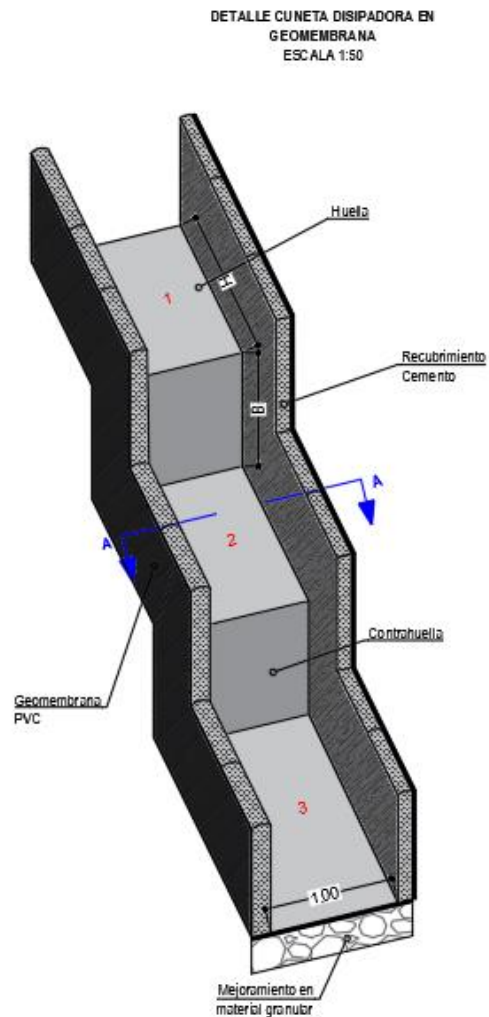 DETALLE CUNETA DISIPADORA EN
GEOMEMBRANA
ESCALA 1:50
Huella
1
H
Recubrimiento
Cemento
B
A
2
A
Contrahuella
Geomembrana
PVC
3
1.00
Mejoramiento en
material granular